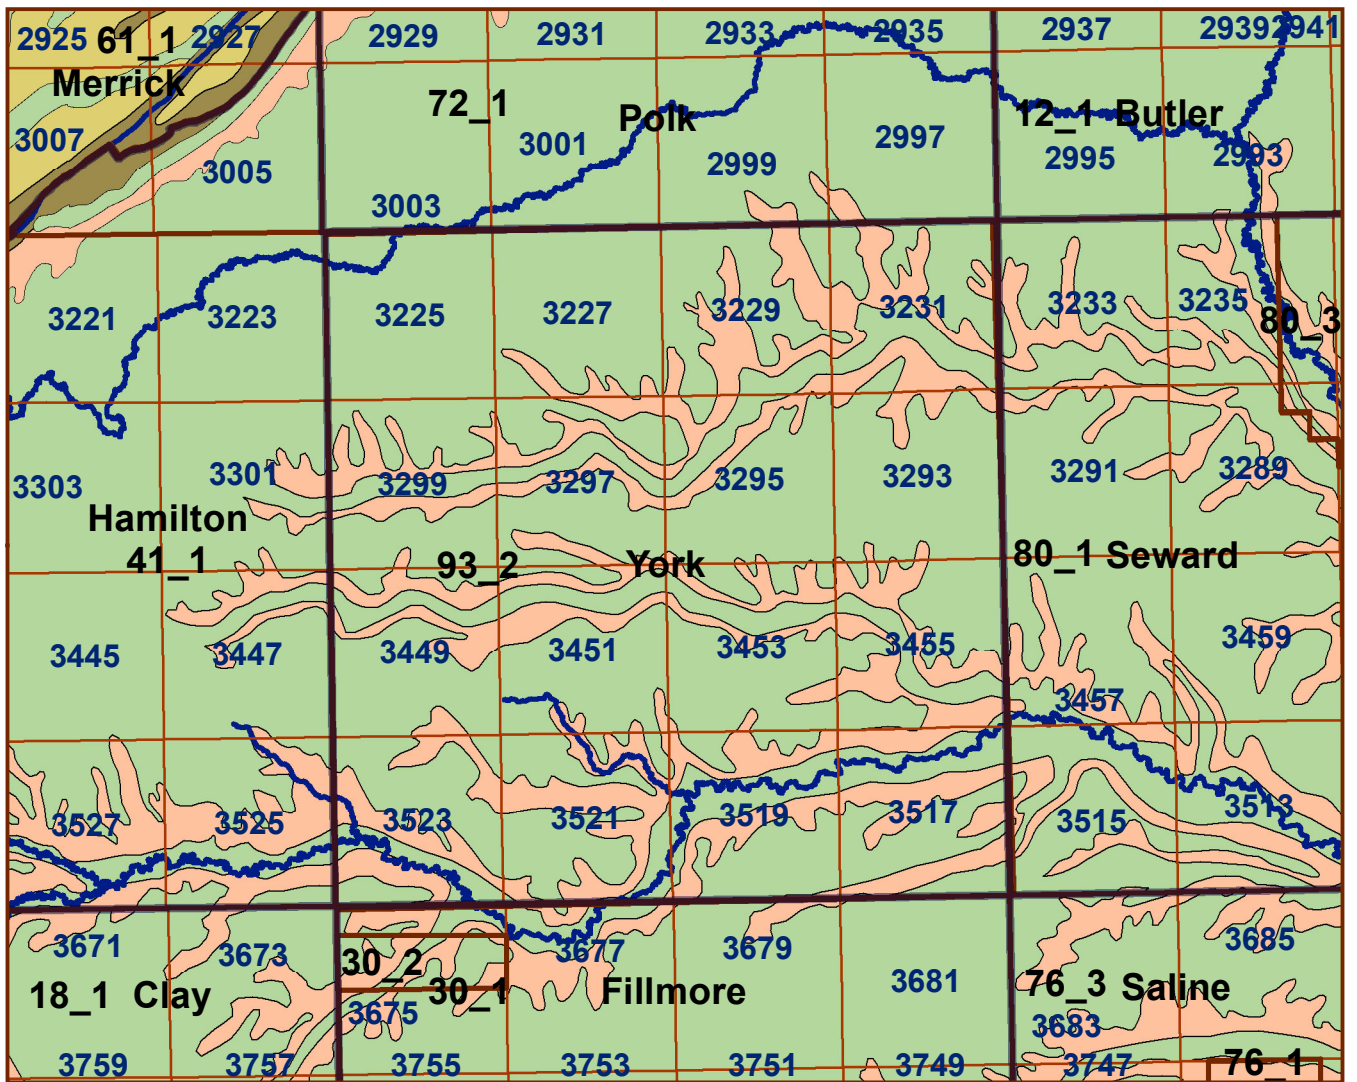 2925 61_1 2927 2929 2931 2933 2935 2937 2939 2941
Merrick
72_1 Polk 12_1 Butler
3007 3005 3003 3001 2999 2997 2995 2993
3221 3223 3225 3227 3229 3231 3233 3235 80_3
3303 3301 3299 3297 3295 3293 3291 3289
Hamilton
41_1 93_2 York 80_1 Seward
3445 3447 3449 3451 3453 3455 3457 3459
3527 3525 3523 3521 3519 3517 3515 3513
3671 3673 30_2 3677 3679 3681 3685
18_1 Clay 30_1 Fillmore 76_3 Saline
3675 3683
3759 3757 3755 3753 3751 3749 3747 76_1